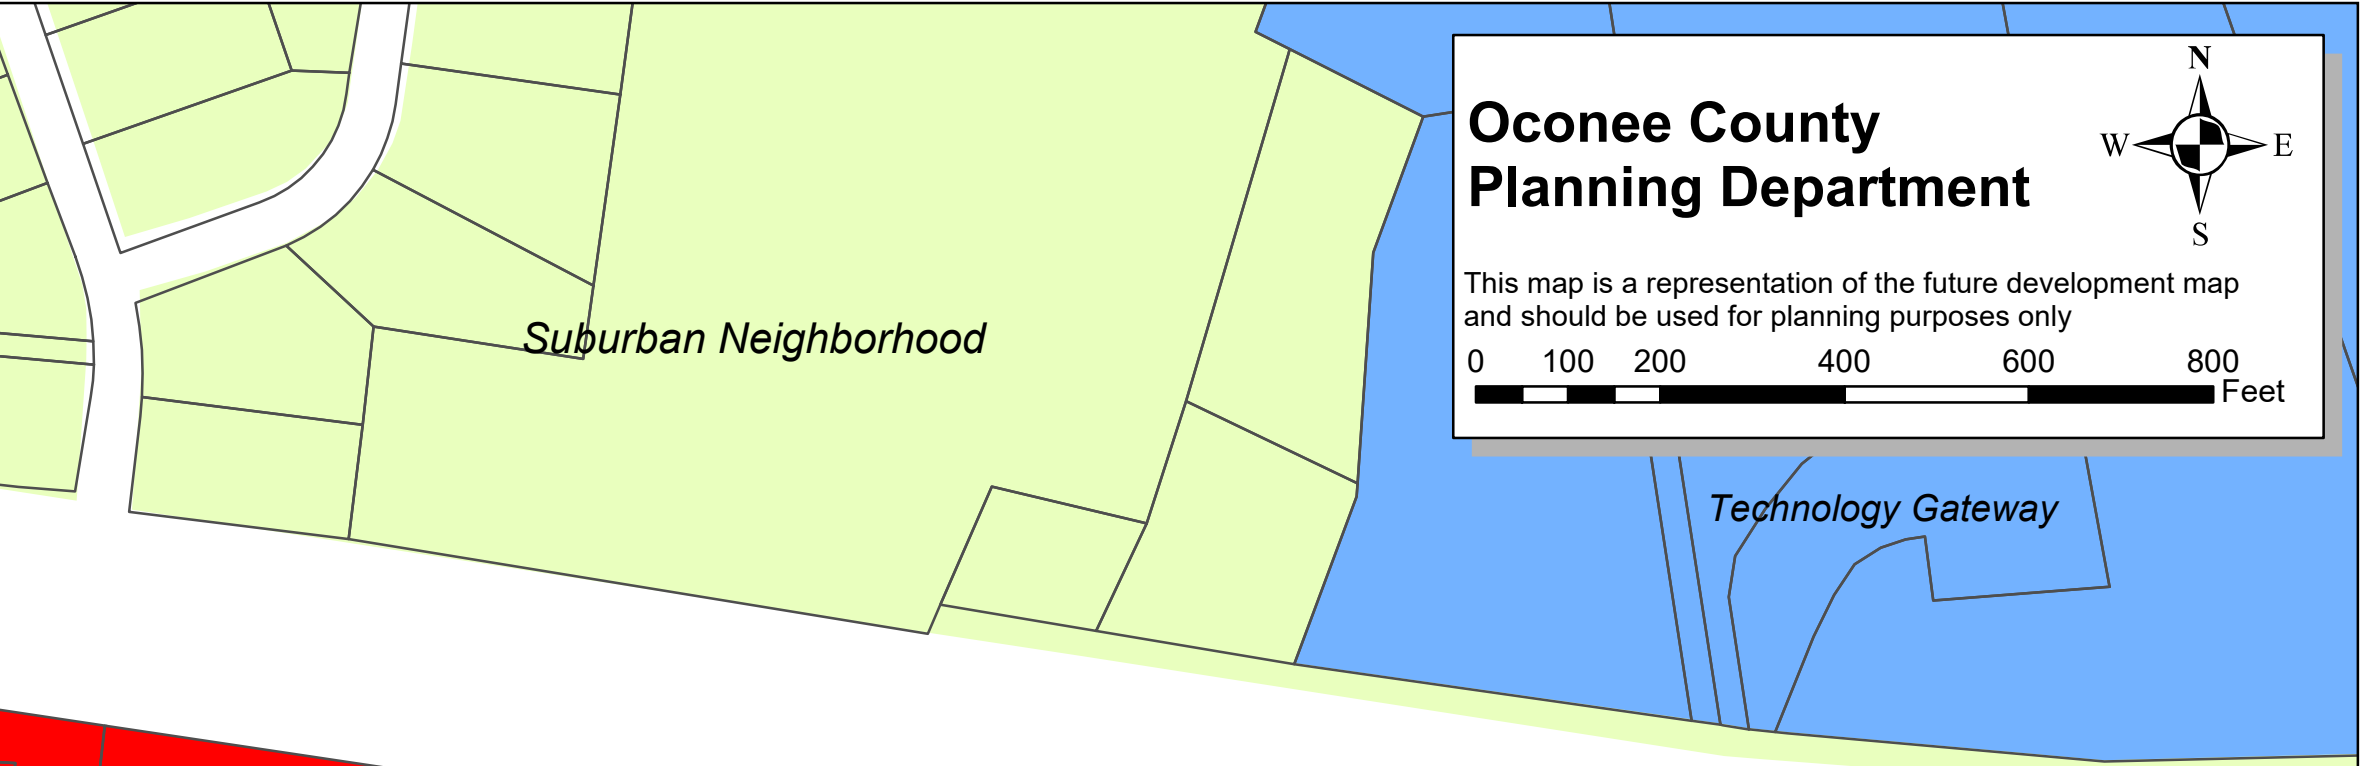 N
Oconee County
W E
Planning Department
S
This map is a representation of the future development map
and should be used for planning purposes only
0 100 200 400 600 800
Feet
Suburban Neighborhood
Technology Gateway